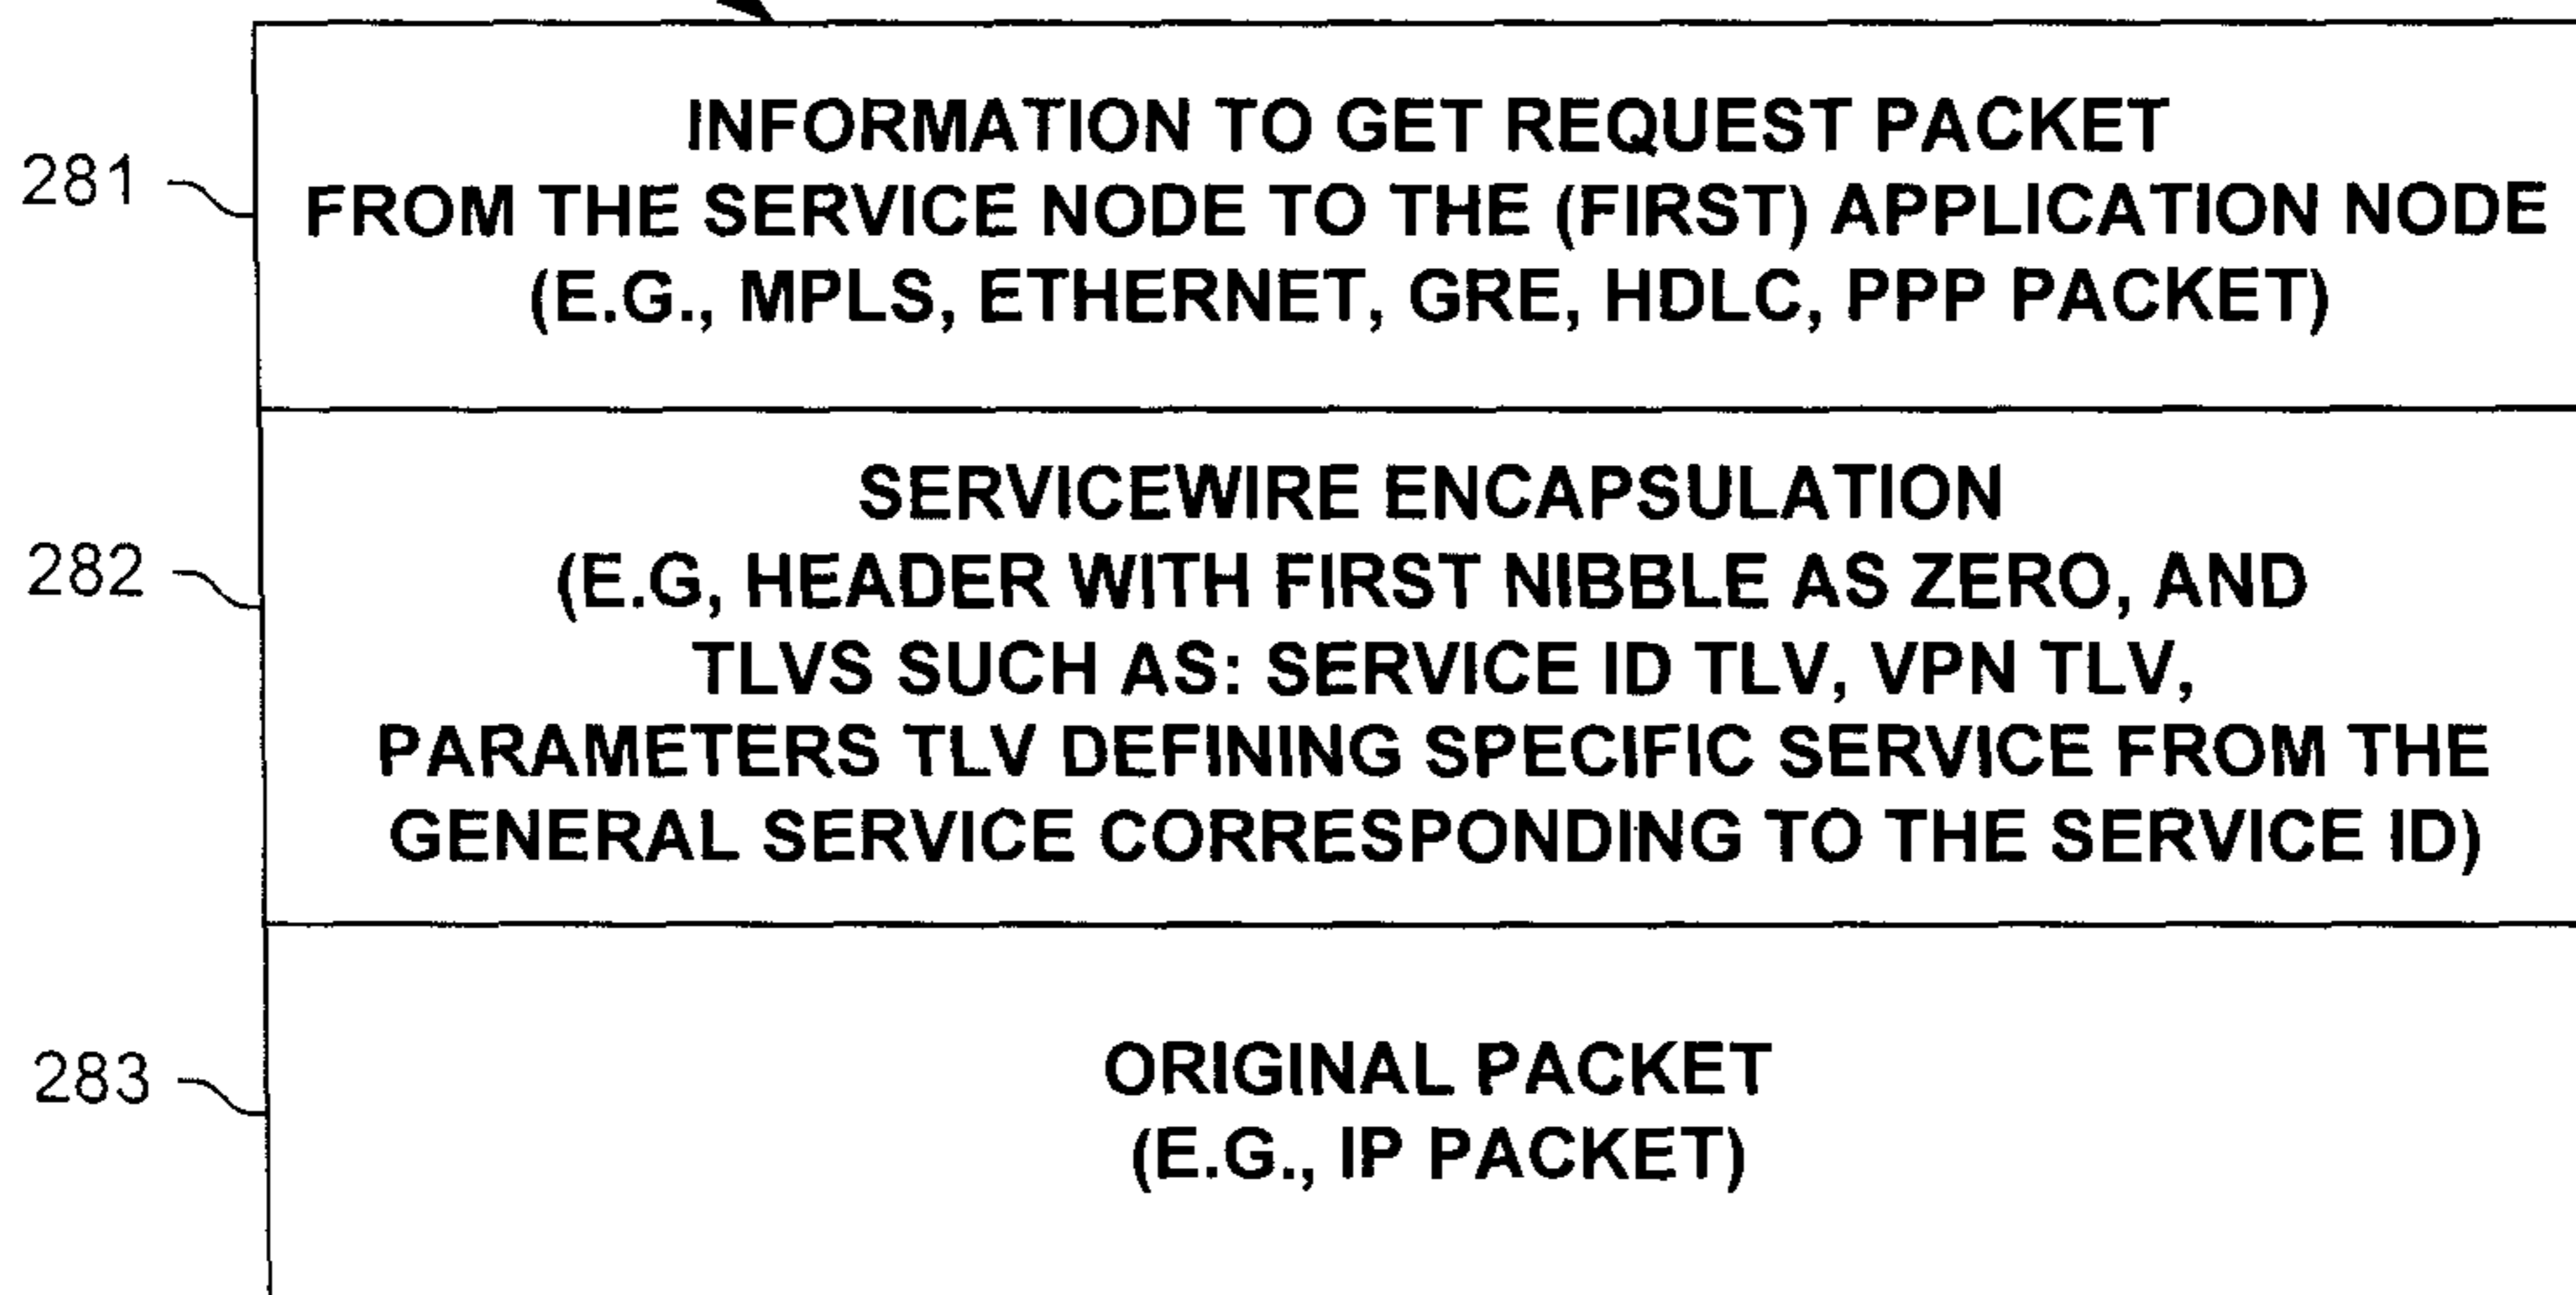 INFORMATION TO GET REQUEST PACKET
281
FROM THE SERVICE NODE TO THE (FIRST) APPLICATION NODE
(E.G., MPLS, ETHERNET, GRE, HDLC, PPP PACKET)
SERVICEWIRE ENCAPSULATION
282
(E.G, HEADER WITH FIRST NIBBLE AS ZERO, AND
TLVS SUCH AS: SERVICE ID TLV, VPN TLV,
PARAMETERS TLV DEFINING SPECIFIC SERVICE FROM THE
GENERAL SERVICE CORRESPONDING TO THE SERVICE ID)
283
ORIGINAL PACKET
(E.G., IP PACKET)